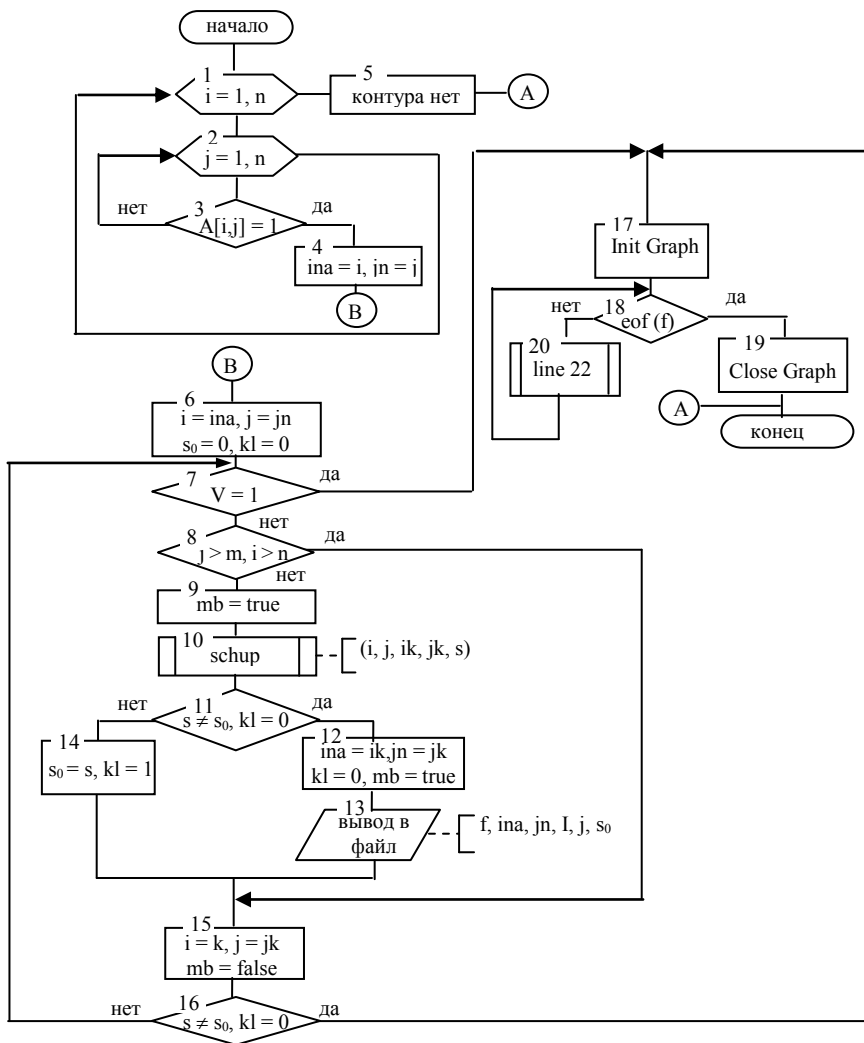 начало
1
i = 1, n
5
контура нет
A
2
j = 1, n
нет
3
A[i,j] = 1
да
4
ina = i, jn = j
B
17
Init Graph
нет
18
eof (f)
да
20
line 22
19
Close Graph
A
конец
B
6
i = ina, j = jn
s₀ = 0, kl = 0
7
V = 1
да
нет
8
j > m, i > n
да
нет
9
mb = true
10
schup
(i, j, ik, jk, s)
нет
11
s ≠ s₀, kl = 0
да
14
s₀ = s, kl = 1
12
ina = ik,jn = jk
kl = 0, mb = true
13
вывод в
файл
f, ina, jn, I, j, s₀
15
i = k, j = jk
mb = false
нет
16
s ≠ s₀, kl = 0
да